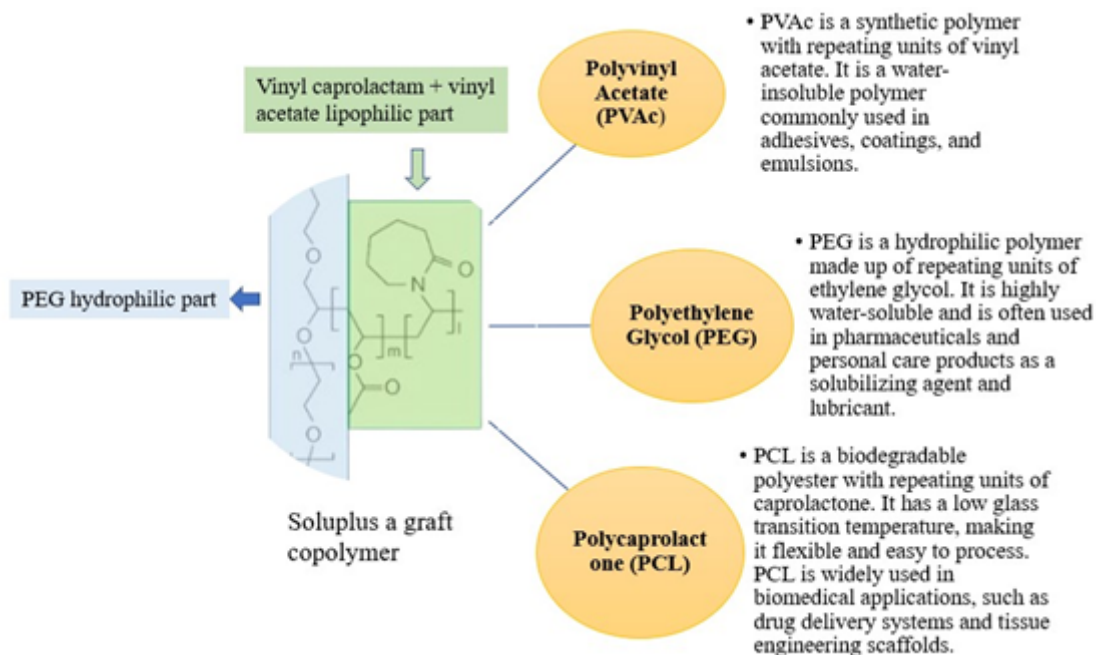 Vinyl caprolactam + vinyl
acetate lipophilic part
PEG hydrophilic part
O
O
n
O
O
O
m
N
O
l
Soluplus a graft
copolymer
Polyvinyl
Acetate
(PVAc)
• PVAc is a synthetic polymer
with repeating units of vinyl
acetate. It is a water-
insoluble polymer
commonly used in
adhesives, coatings, and
emulsions.
Polyethylene
Glycol (PEG)
• PEG is a hydrophilic polymer
made up of repeating units of
ethylene glycol. It is highly
water-soluble and is often used
in pharmaceuticals and
personal care products as a
solubilizing agent and
lubricant.
Polycaprolact
one (PCL)
• PCL is a biodegradable
polyester with repeating units of
caprolactone. It has a low glass
transition temperature, making
it flexible and easy to process.
PCL is widely used in
biomedical applications, such as
drug delivery systems and tissue
engineering scaffolds.